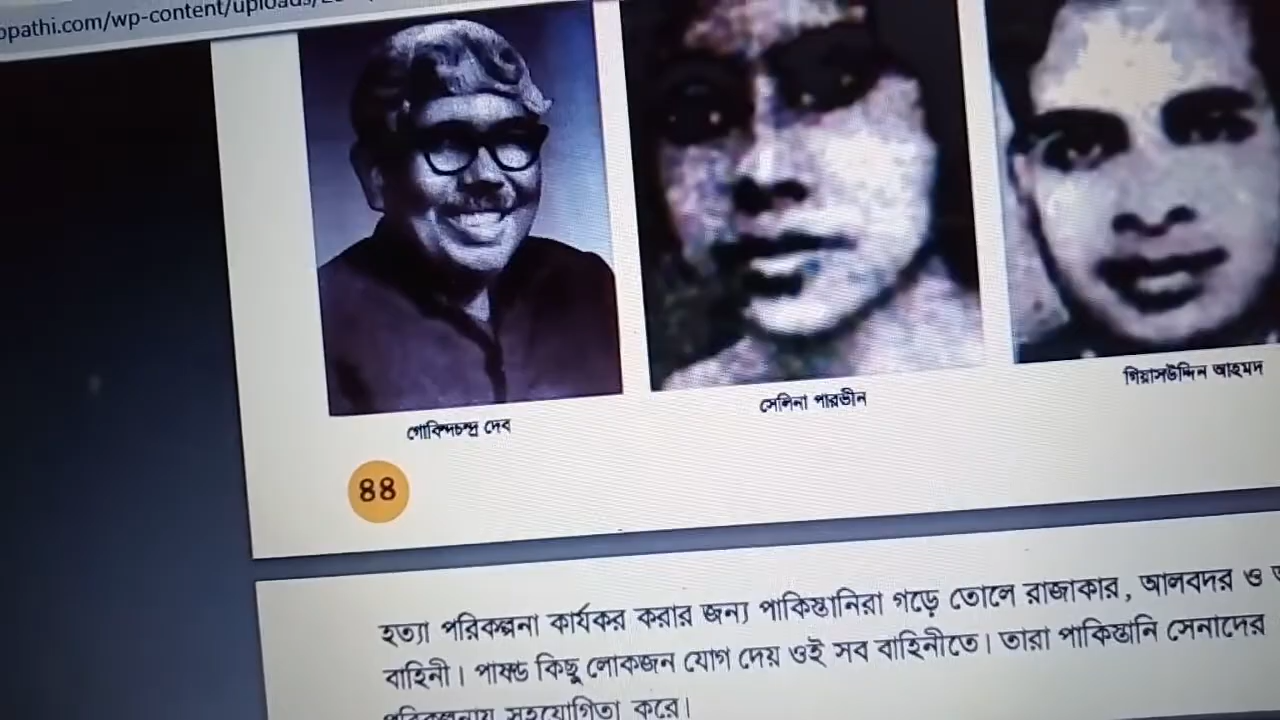 opathi.com/wp-content/uploads/
গোবিন্দচন্দ্র দেব
সেলিনা পারভীন
গিয়াসউদ্দিন আহমদ
৪৪
হত্যা পরিকল্পনা কার্যকর করার জন্য পাকিস্তানিরা গড়ে তোলে রাজাকার, আলবদর ও
বাহিনী। পাষণ্ড কিছু লোকজন যোগ দেয় ওই সব বাহিনীতে। তারা পাকিস্তানি সেনাদের
পরিকল্পনায় সহযোগিতা করে।